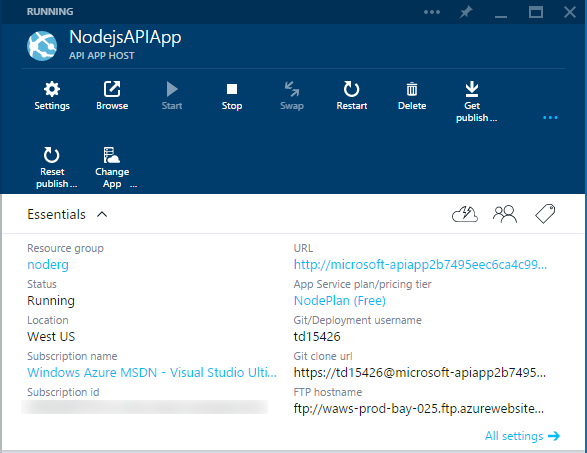 RUNNING
NodejsAPIApp
API APP HOST
Settings
Browse
Start
Stop
Swap
Restart
Delete
Get
publish ...
Reset
publish ...
Change
App ...
Essentials
Resource group
noderg
Status
Running
Location
West US
Subscription name
Windows Azure MSDN - Visual Studio Ulti...
Subscription id
URL
http://microsoft-apiapp2b7495eec6ca4c99...
App Service plan/pricing tier
NodePlan (Free)
Git/Deployment username
td15426
Git clone url
https://td15426@microsoft-apiapp2b7495...
FTP hostname
ftp://waws-prod-bay-025.ftp.azurewebsite...
All settings